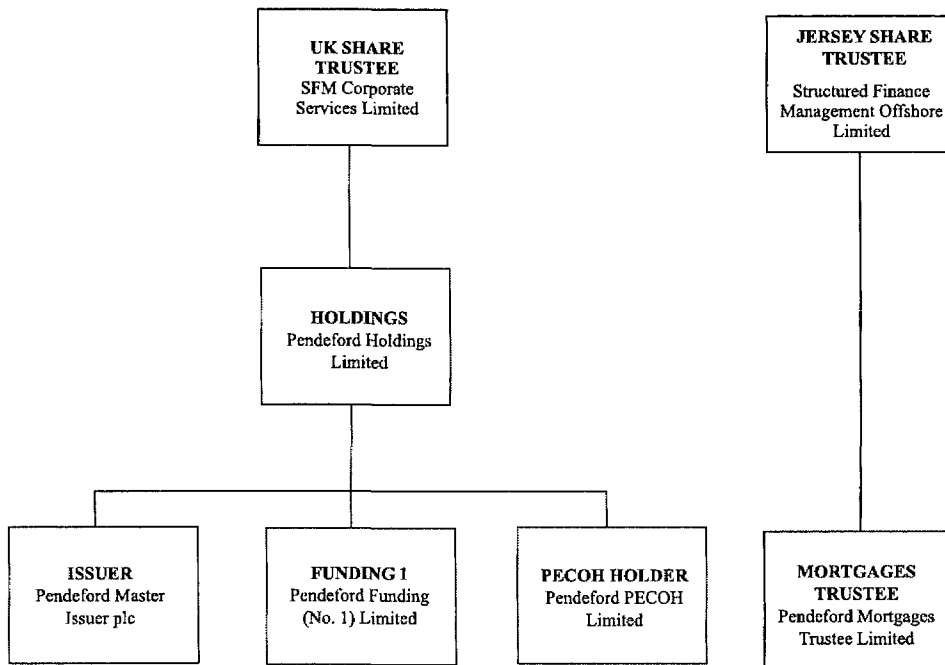 UK SHARE
TRUSTEE
SFM Corporate
Services Limited
JERSEY SHARE
TRUSTEE
Structured Finance
Management Offshore
Limited
HOLDINGS
Pendeford Holdings
Limited
ISSUER
Pendeford Master
Issuer plc
FUNDING 1
Pendeford Funding
(No. 1) Limited
PECOH HOLDER
Pendeford PECOH
Limited
MORTGAGES
TRUSTEE
Pendeford Mortgages
Trustee Limited